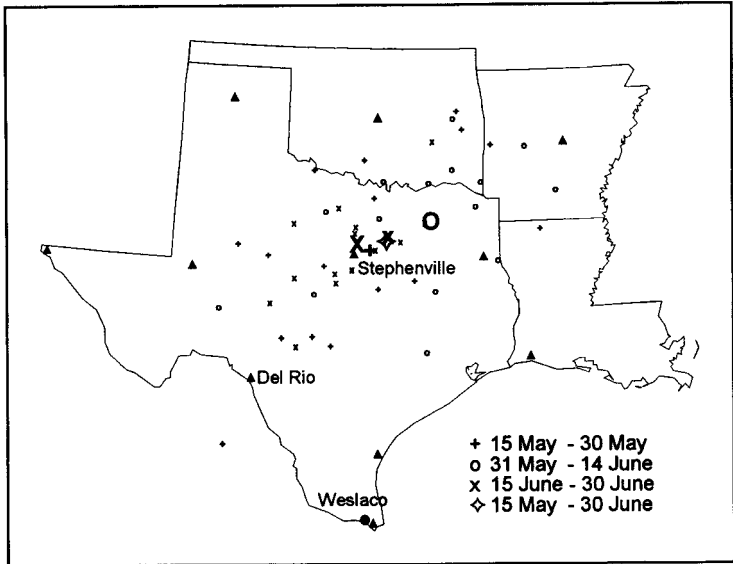 Stephenville
Del Rio
+ 15 May - 30 May
o 31 May - 14 June
x 15 June - 30 June
✧ 15 May - 30 June
Weslaco